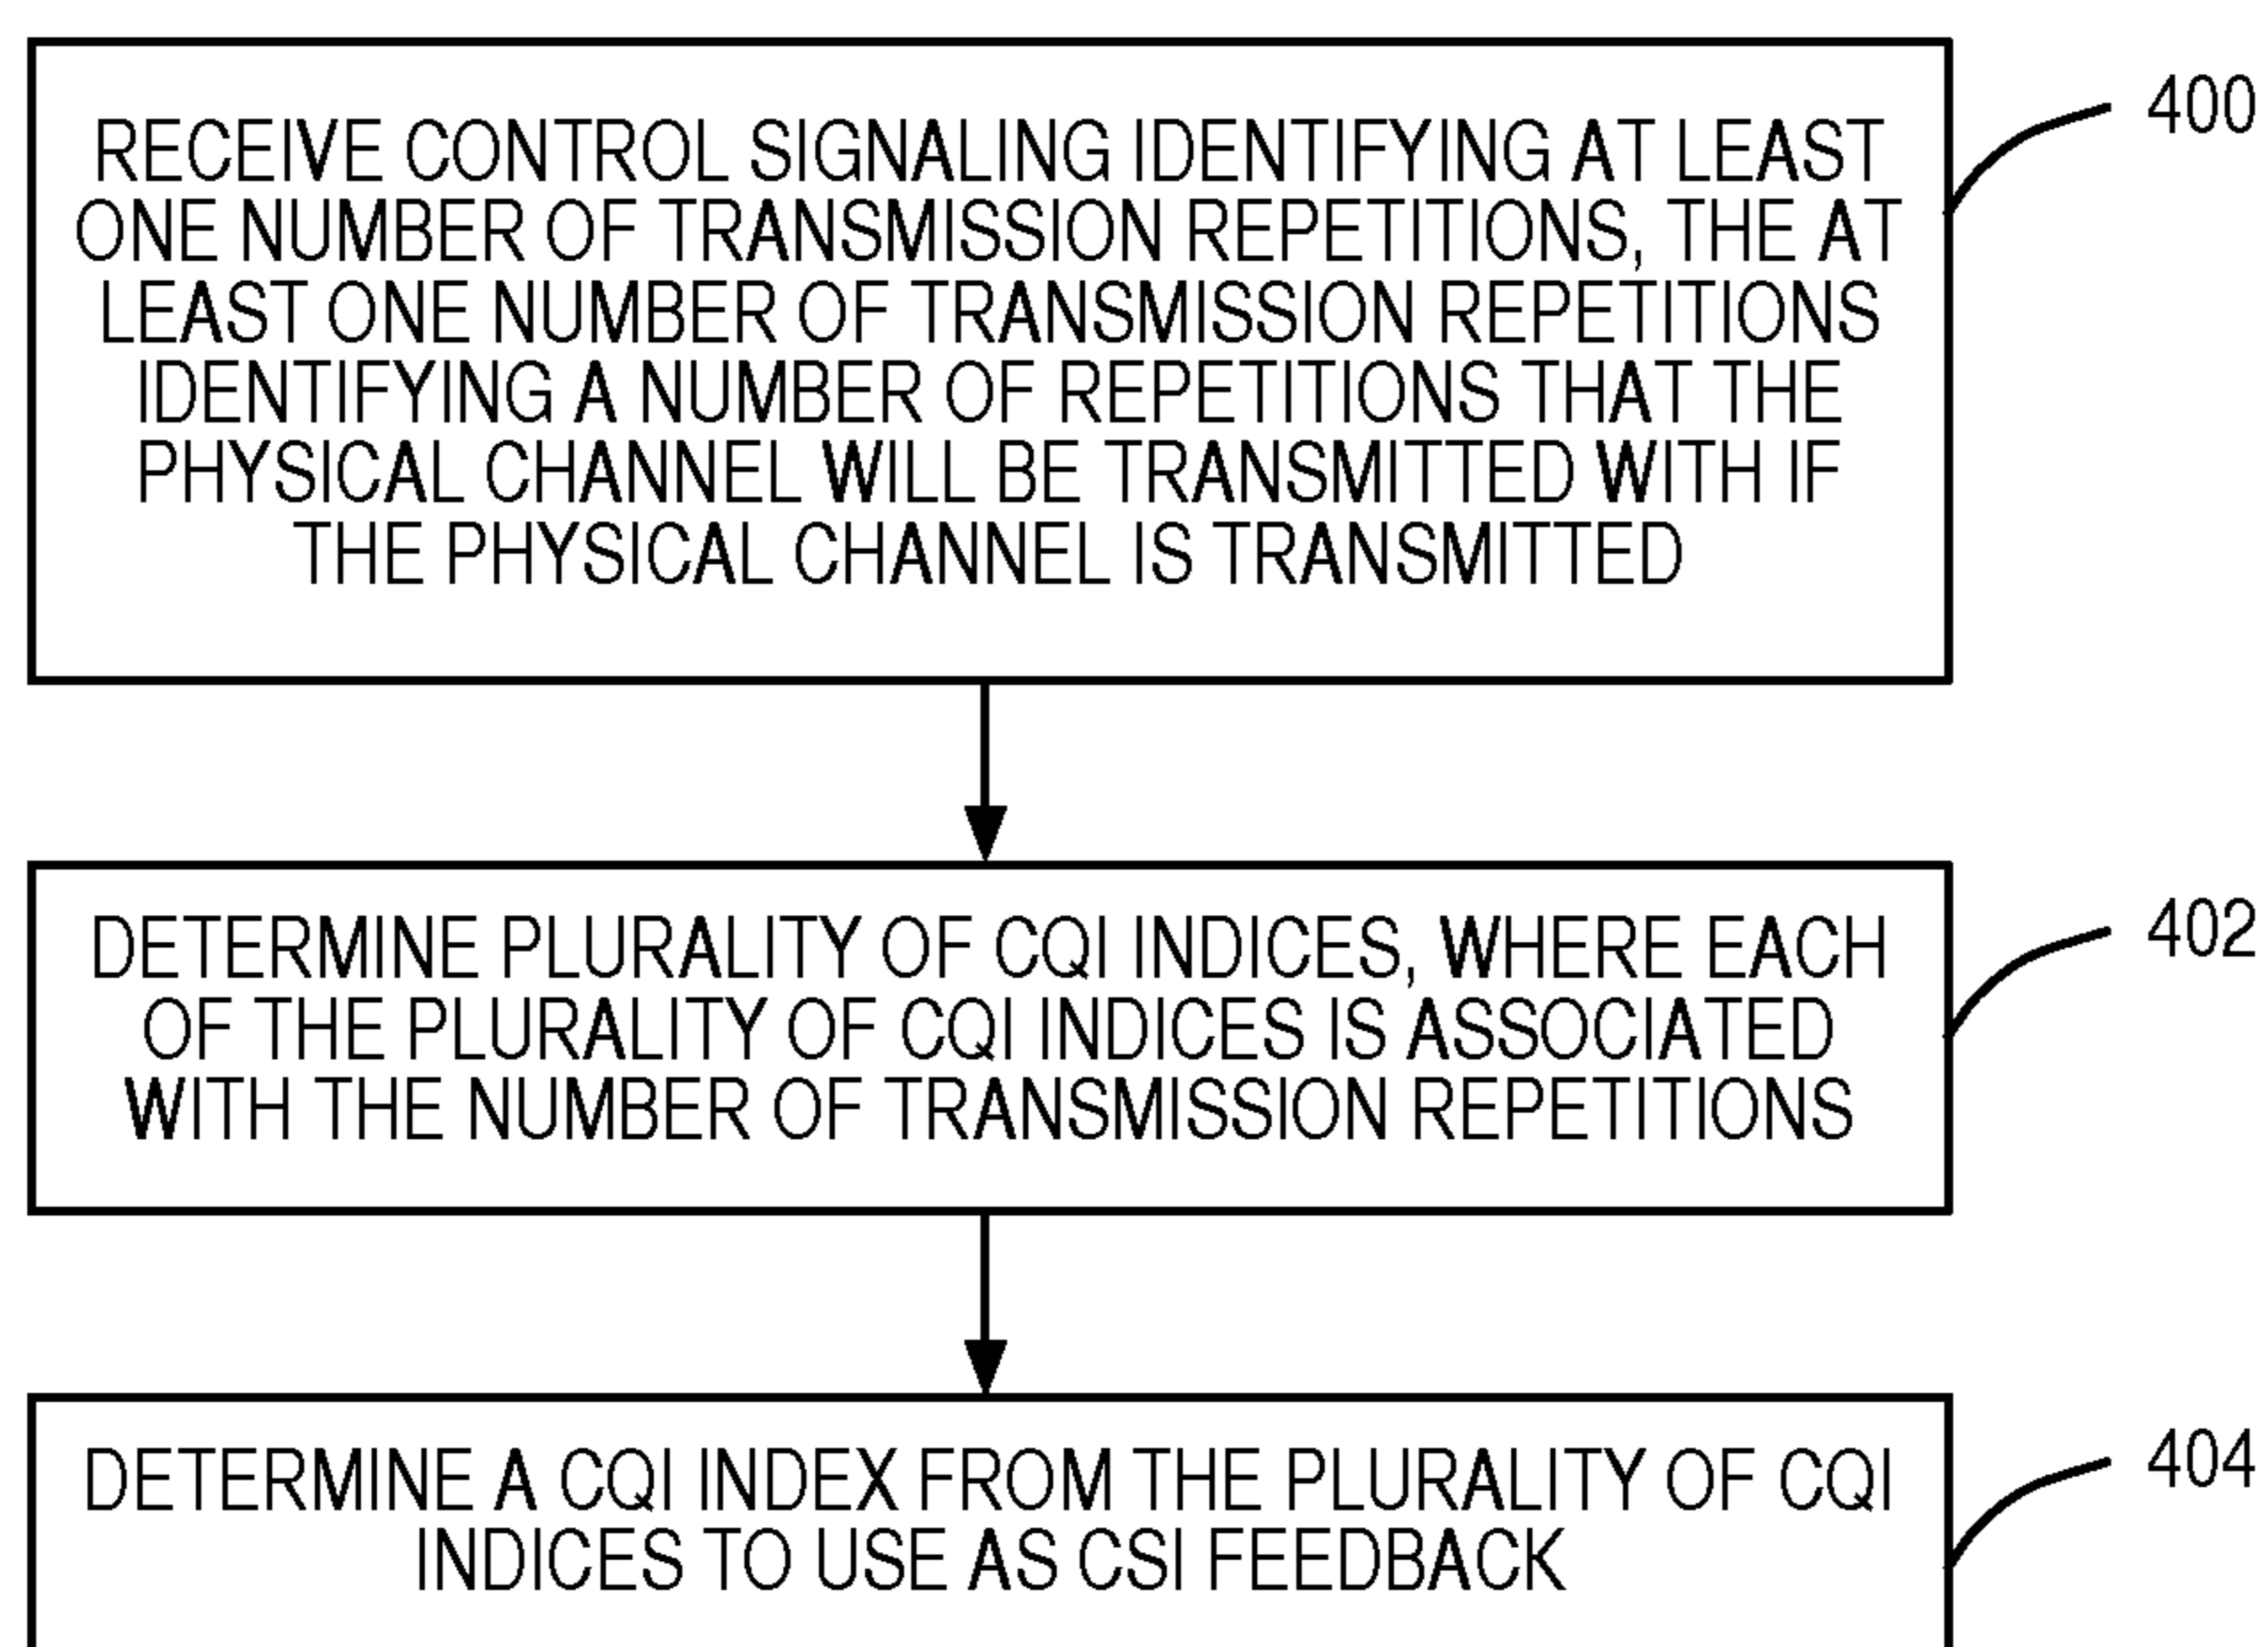 RECEIVE CONTROL SIGNALING IDENTIFYING AT LEAST
ONE NUMBER OF TRANSMISSION REPETITIONS, THE AT
LEAST ONE NUMBER OF TRANSMISSION REPETITIONS
IDENTIFYING A NUMBER OF REPETITIONS THAT THE
PHYSICAL CHANNEL WILL BE TRANSMITTED WITH IF
THE PHYSICAL CHANNEL IS TRANSMITTED
400
DETERMINE PLURALITY OF CQI INDICES, WHERE EACH
OF THE PLURALITY OF CQI INDICES IS ASSOCIATED
WITH THE NUMBER OF TRANSMISSION REPETITIONS
402
DETERMINE A CQI INDEX FROM THE PLURALITY OF CQI
INDICES TO USE AS CSI FEEDBACK
404